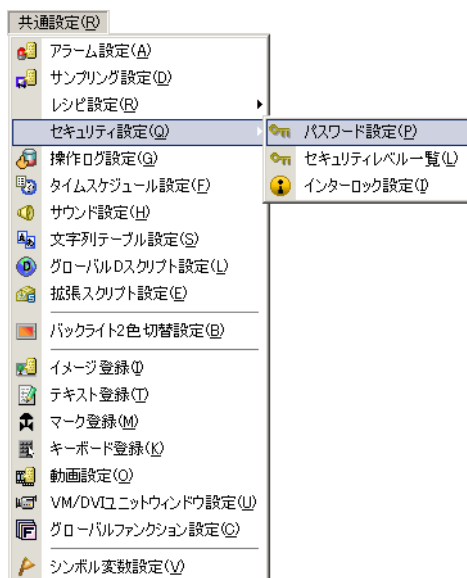 共通設定(R)
アラーム設定(A)
サンプリング設定(D)
レシピ設定(R)
セキュリティ設定(Q)
パスワード設定(P)
操作ログ設定(G)
セキュリティレベル一覧(L)
タイムスケジュール設定(F)
インターロック設定(I)
サウンド設定(H)
文字列テーブル設定(S)
グローバルDスクリプト設定(L)
拡張スクリプト設定(E)
バックライト2色切替設定(B)
イメージ登録(I)
テキスト登録(T)
マーク登録(M)
キーボード登録(K)
動画設定(O)
VM/DVIユニットウィンドウ設定(U)
グローバルファンクション設定(C)
シンボル変数設定(V)